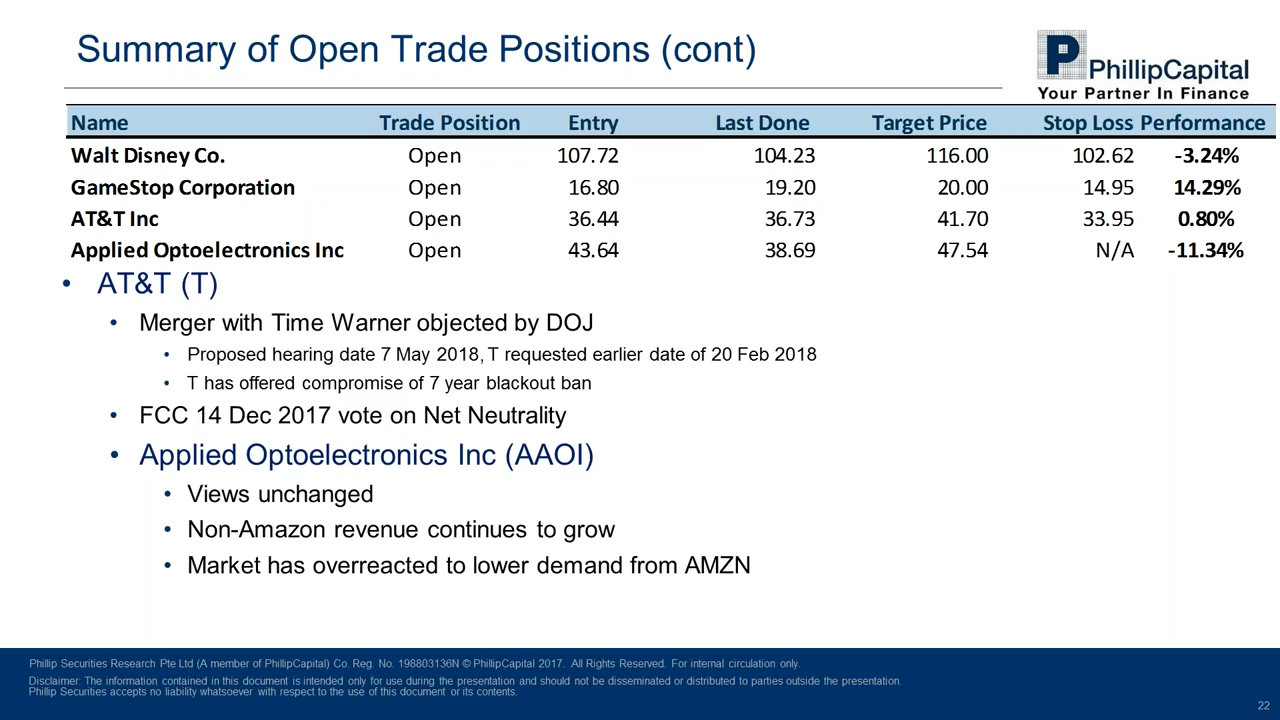 Summary of Open Trade Positions (cont)
P PhillipCapital
Your Partner In Finance
Name Trade Position Entry Last Done Target Price Stop Loss Performance
Walt Disney Co. Open 107.72 104.23 116.00 102.62 -3.24%
GameStop Corporation Open 16.80 19.20 20.00 14.95 14.29%
AT&T Inc Open 36.44 36.73 41.70 33.95 0.80%
Applied Optoelectronics Inc Open 43.64 38.69 47.54 N/A -11.34%
• AT&T (T)
• Merger with Time Warner objected by DOJ
• Proposed hearing date 7 May 2018, T requested earlier date of 20 Feb 2018
• T has offered compromise of 7 year blackout ban
• FCC 14 Dec 2017 vote on Net Neutrality
• Applied Optoelectronics Inc (AAOI)
• Views unchanged
• Non-Amazon revenue continues to grow
• Market has overreacted to lower demand from AMZN
Phillip Securities Research Pte Ltd (A member of PhillipCapital) Co. Reg. No. 198803136N © PhillipCapital 2017. All Rights Reserved. For internal circulation only.
Disclaimer: The information contained in this document is intended only for use during the presentation and should not be disseminated or distributed to parties outside the presentation.
Phillip Securities accepts no liability whatsoever with respect to the use of this document or its contents.
22